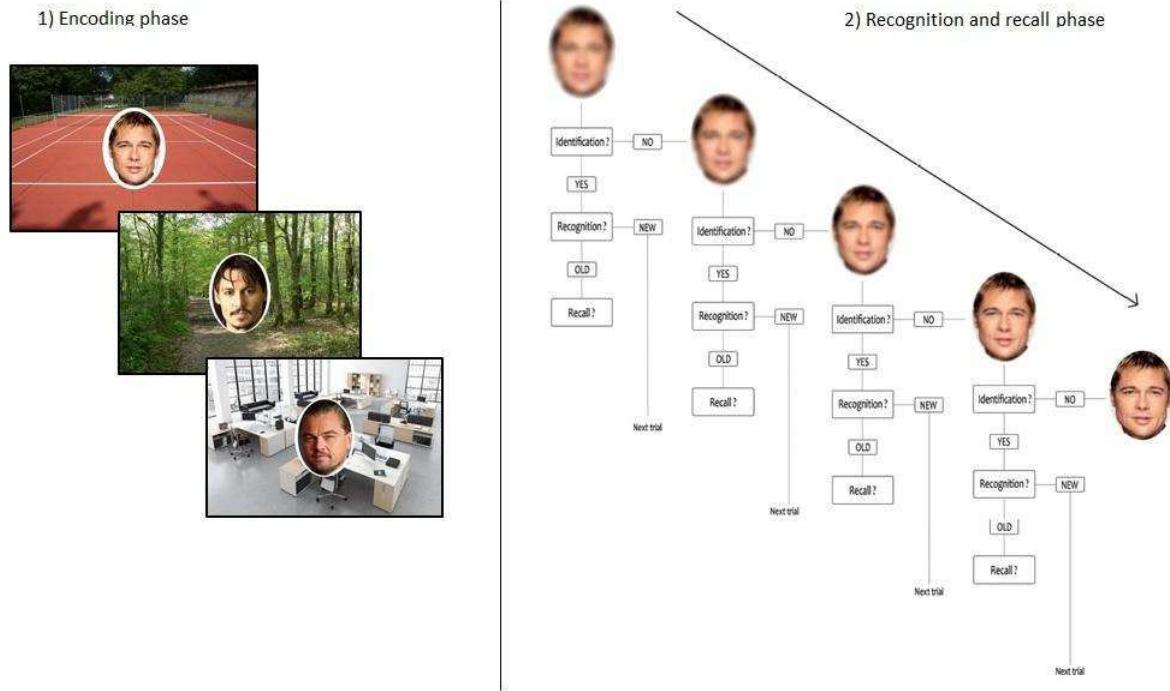 1) Encoding phase
2) Recognition and recall phase
Identification ?
NO
YES
Recognition ?
NEW
OLD
Recall ?
Next trial
Identification ?
NO
YES
Recognition ?
NEW
OLD
Recall ?
Next trial
Identification ?
NO
YES
Recognition ?
NEW
OLD
Recall ?
Next trial
Identification ?
NO
YES
Recognition ?
NEW
OLD
Recall ?
Next trial